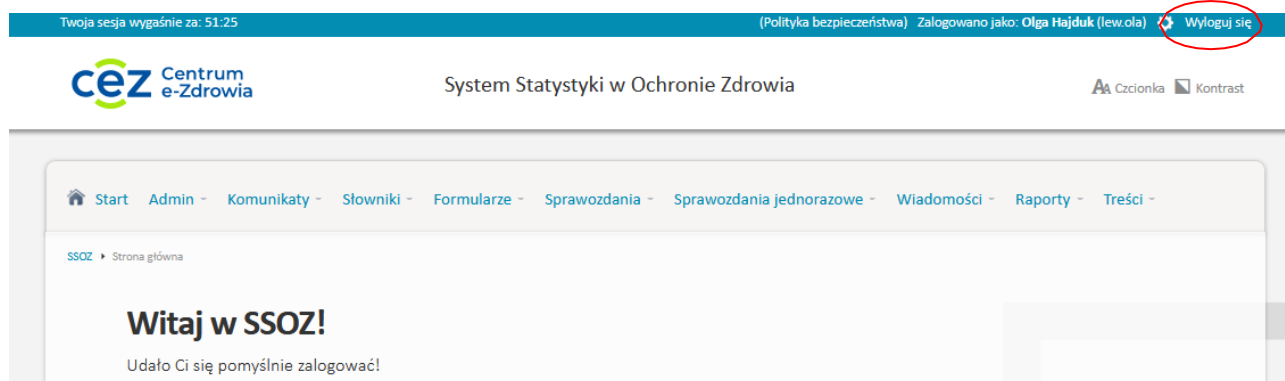 Twoja sesja wygaśnie za: 51:25 (Polityka bezpieczeństwa) Zalogowano jako: Olga Hajduk (lew.ola) Wyloguj się
cez Centrum e-Zdrowia
System Statystyki w Ochronie Zdrowia
AA Czcionka Kontrast
Start Admin Komunikaty Słowniki Formularze Sprawozdania Sprawozdania jednorazowe Wiadomości Raporty Treści
SSOZ Strona główna
Witaj w SSOZ!
Udało Ci się pomyślnie zalogować!